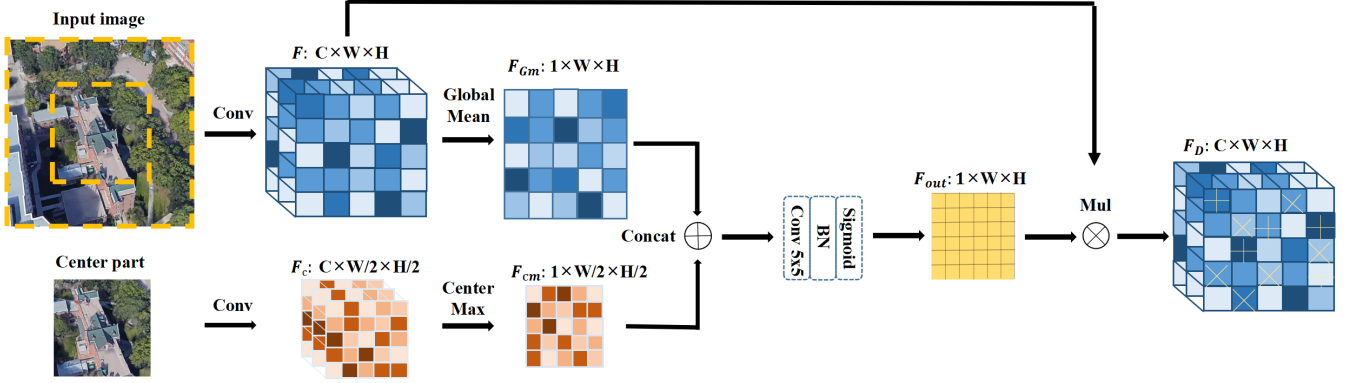 Input image
F: C×W×H
Conv
F_Gm: 1×W×H
Global
Mean
Concat
Conv 5x5
BN
Sigmoid
F_out: 1×W×H
Mul
F_D: C×W×H
Center part
Conv
F_c: C×W/2×H/2
Center
Max
F_cm: 1×W/2×H/2